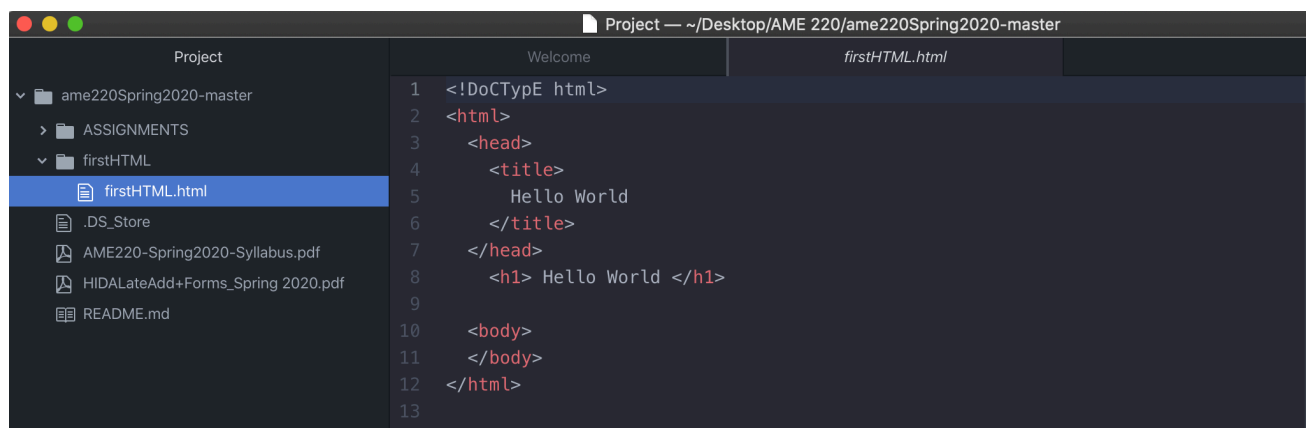 Project — ~/Desktop/AME 220/ame220Spring2020-master
Project
ame220Spring2020-master
ASSIGNMENTS
firstHTML
firstHTML.html
.DS_Store
AME220-Spring2020-Syllabus.pdf
HIDALateAdd+Forms_Spring 2020.pdf
README.md
Welcome
firstHTML.html
1 <!DoCTypE html>
2 <html>
3 <head>
4 <title>
5 Hello World
6 </title>
7 </head>
8 <h1> Hello World </h1>
9
10 <body>
11 </body>
12 </html>
13